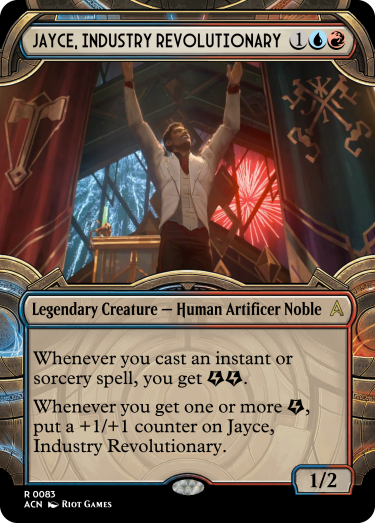 JAYCE, INDUSTRY REVOLUTIONARY 1
Legendary Creature — Human Artificer Noble
Whenever you cast an instant or
sorcery spell, you get .
Whenever you get one or more ,
put a +1/+1 counter on Jayce,
Industry Revolutionary.
1/2
R 0083
ACN RIOT GAMES